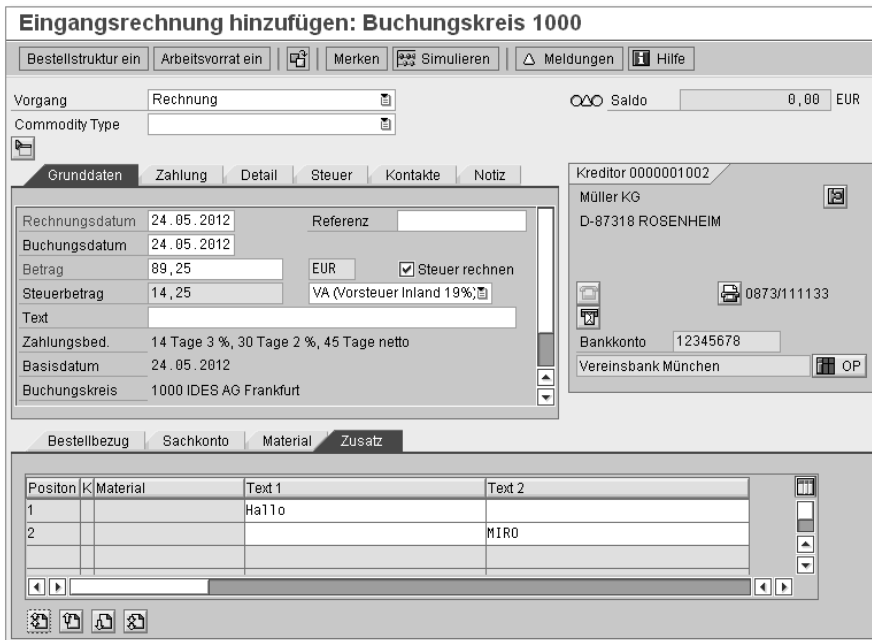 Eingangsrechnung hinzufügen: Buchungskreis 1000
Bestellstruktur ein Arbeitsvorrat ein Merken Simulieren Meldungen Hilfe
Vorgang Rechnung Saldo 0,00 EUR
Commodity Type
Grunddaten Zahlung Detail Steuer Kontakte Notiz
Rechnungsdatum 24.05.2012 Referenz
Buchungsdatum 24.05.2012
Betrag 89,25 EUR Steuer rechnen
Steuerbetrag 14,25 VA (Vorsteuer Inland 19%)
Text
Zahlungsbed. 14 Tage 3 %, 30 Tage 2 %, 45 Tage netto
Basisdatum 24.05.2012
Buchungskreis 1000 IDES AG Frankfurt
Kreditor 0000001002
Müller KG
D-87318 ROSENHEIM
0873/111133
Bankkonto 12345678
Vereinsbank München OP
Bestellbezug Sachkonto Material Zusatz
Positon K Material Text 1 Text 2
1 Hallo
2 MIRO